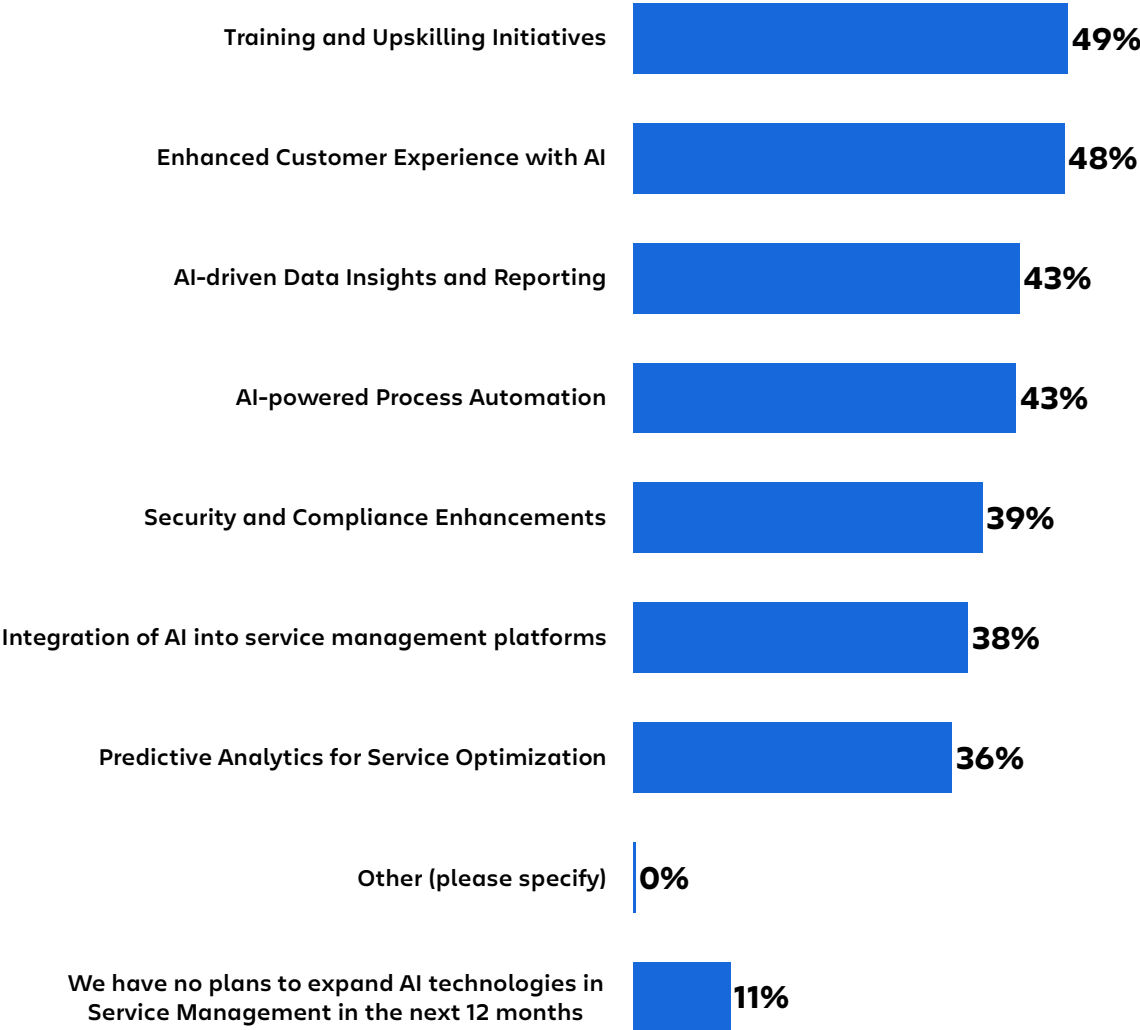 Training and Upskilling Initiatives 49%
Enhanced Customer Experience with AI 48%
AI-driven Data Insights and Reporting 43%
AI-powered Process Automation 43%
Security and Compliance Enhancements 39%
Integration of AI into service management platforms 38%
Predictive Analytics for Service Optimization 36%
Other (please specify) 0%
We have no plans to expand AI technologies in
Service Management in the next 12 months
11%